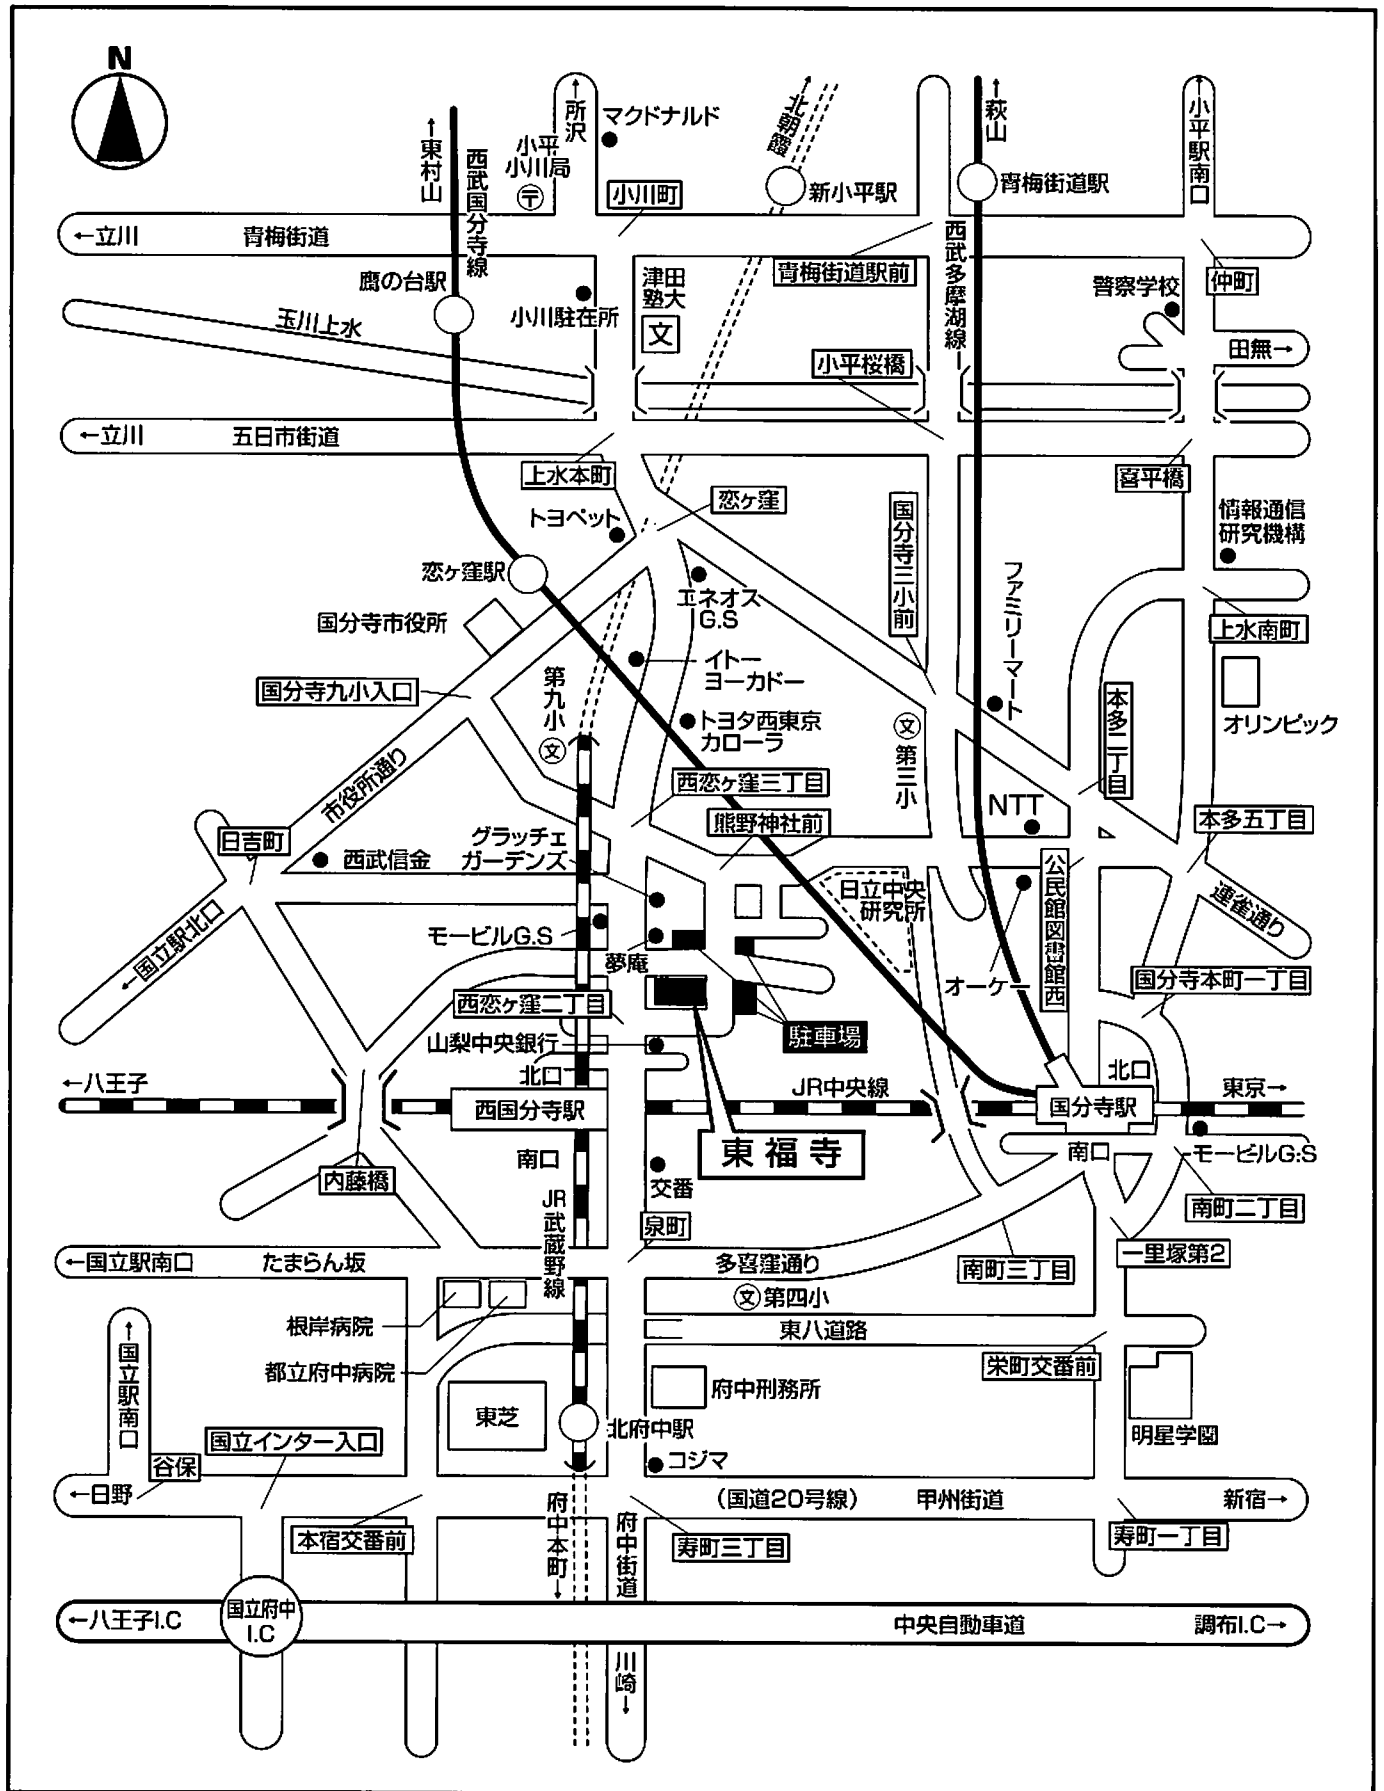 N
↑東村山
西武国分寺線
小平
小川局
〒
↑所沢
マクドナルド
小川町
北朝霞
新小平駅
↑萩山
青梅街道駅
↑小平駅南口
←立川
青梅街道
青梅街道駅前
西武多摩湖線
仲町
鷹の台駅
玉川上水
小川駐在所
津田
塾大
文
警察学校
田無→
小平桜橋
←立川
五日市街道
上水本町
喜平橋
トヨペット
恋ヶ窪
国分寺三小前
情報通信
研究機構
恋ヶ窪駅
エネオス
G.S
ファミリーマート
国分寺市役所
上水南町
国分寺九小入口
第九小
文
イトー
ヨーカドー
トヨタ西東京
カローラ
文
第三小
本多二丁目
オリンピック
市役所通り
西恋ヶ窪三丁目
NTT
熊野神社前
本多五丁目
日吉町
西武信金
グラッチェ
ガーデンズ
日立中央
研究所
公民館図書館西
連雀通り
←国立駅北口
モービルG.S
夢庵
オーケー
国分寺本町一丁目
西恋ヶ窪二丁目
駐車場
山梨中央銀行
北口
←八王子
西国分寺駅
JR中央線
北口
国分寺駅
東京→
東福寺
南口
南口
モービルG.S
内藤橋
交番
JR武蔵野線
泉町
南町二丁目
←国立駅南口
たまらん坂
多喜窪通り
南町三丁目
一里塚第2
文
第四小
根岸病院
東八道路
↑国立駅南口
都立府中病院
栄町交番前
東芝
府中刑務所
北府中駅
明星学園
国立インター入口
谷保
コジマ
←日野
(国道20号線)
甲州街道
新宿→
本宿交番前
府中本町↓
府中街道
寿町三丁目
寿町一丁目
←八王子I.C
国立府中
I.C
中央自動車道
調布I.C→
川崎↓